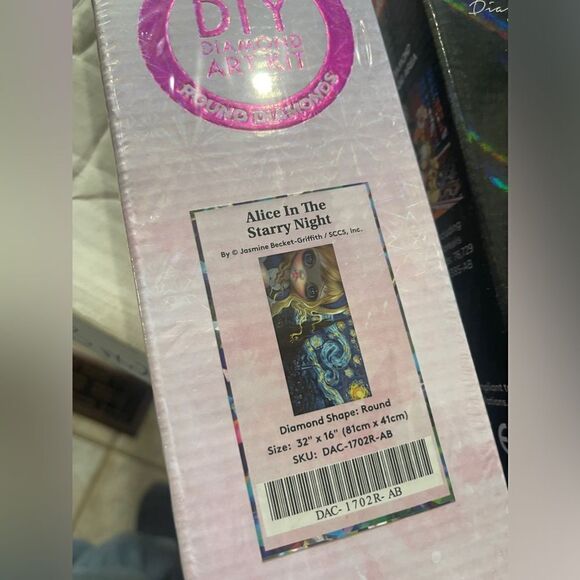 DIY
DIAMOND
ART KIT
ROUND DIAMONDS
Alice In The
Starry Night
By © Jasmine Becket-Griffith / SCCS, Inc.
Diamond Shape: Round
Size: 32" x 16" (81cm x 41cm)
SKU: DAC-1702R-AB
DAC- 1702R- AB